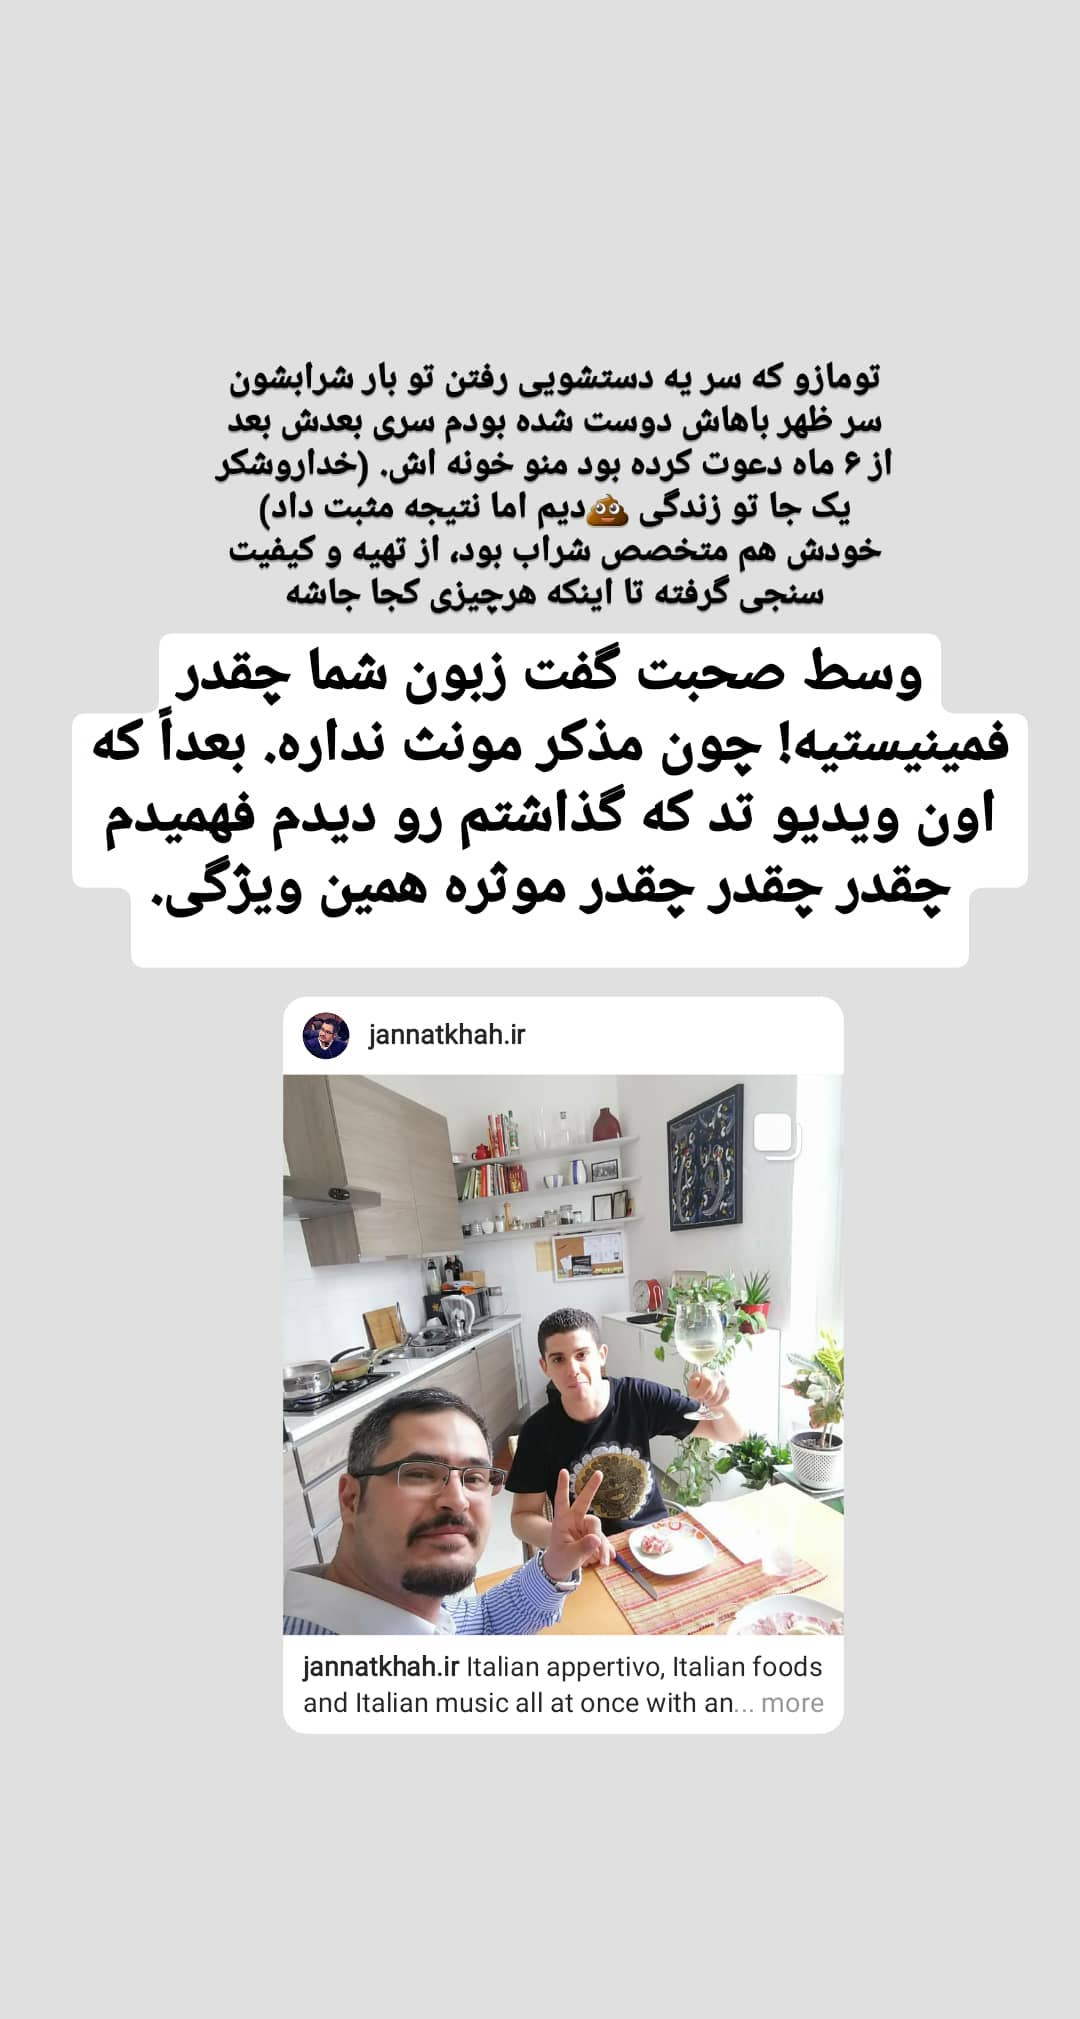 تومازو که سر یه دستشویی رفتن تو بار شرابشون
سر ظهر باهاش دوست شده بودم سری بعدش بعد
از ۶ ماه دعوت کرده بود منو خونه اش. (خداروشکر
یک جا تو زندگی 💩دیم اما نتیجه مثبت داد)
خودش هم متخصص شراب بود، از تهیه و کیفیت
سنجی گرفته تا اینکه هرچیزی کجا جاشه
وسط صحبت گفت زبون شما چقدر
فمینیستیه! چون مذکر مونث نداره. بعداً که
اون ویدیو تد که گذاشتم رو دیدم فهمیدم
چقدر چقدر چقدر موثره همین ویژگی.
jannatkhah.ir
jannatkhah.ir Italian appertivo, Italian foods
and Italian music all at once with an... more